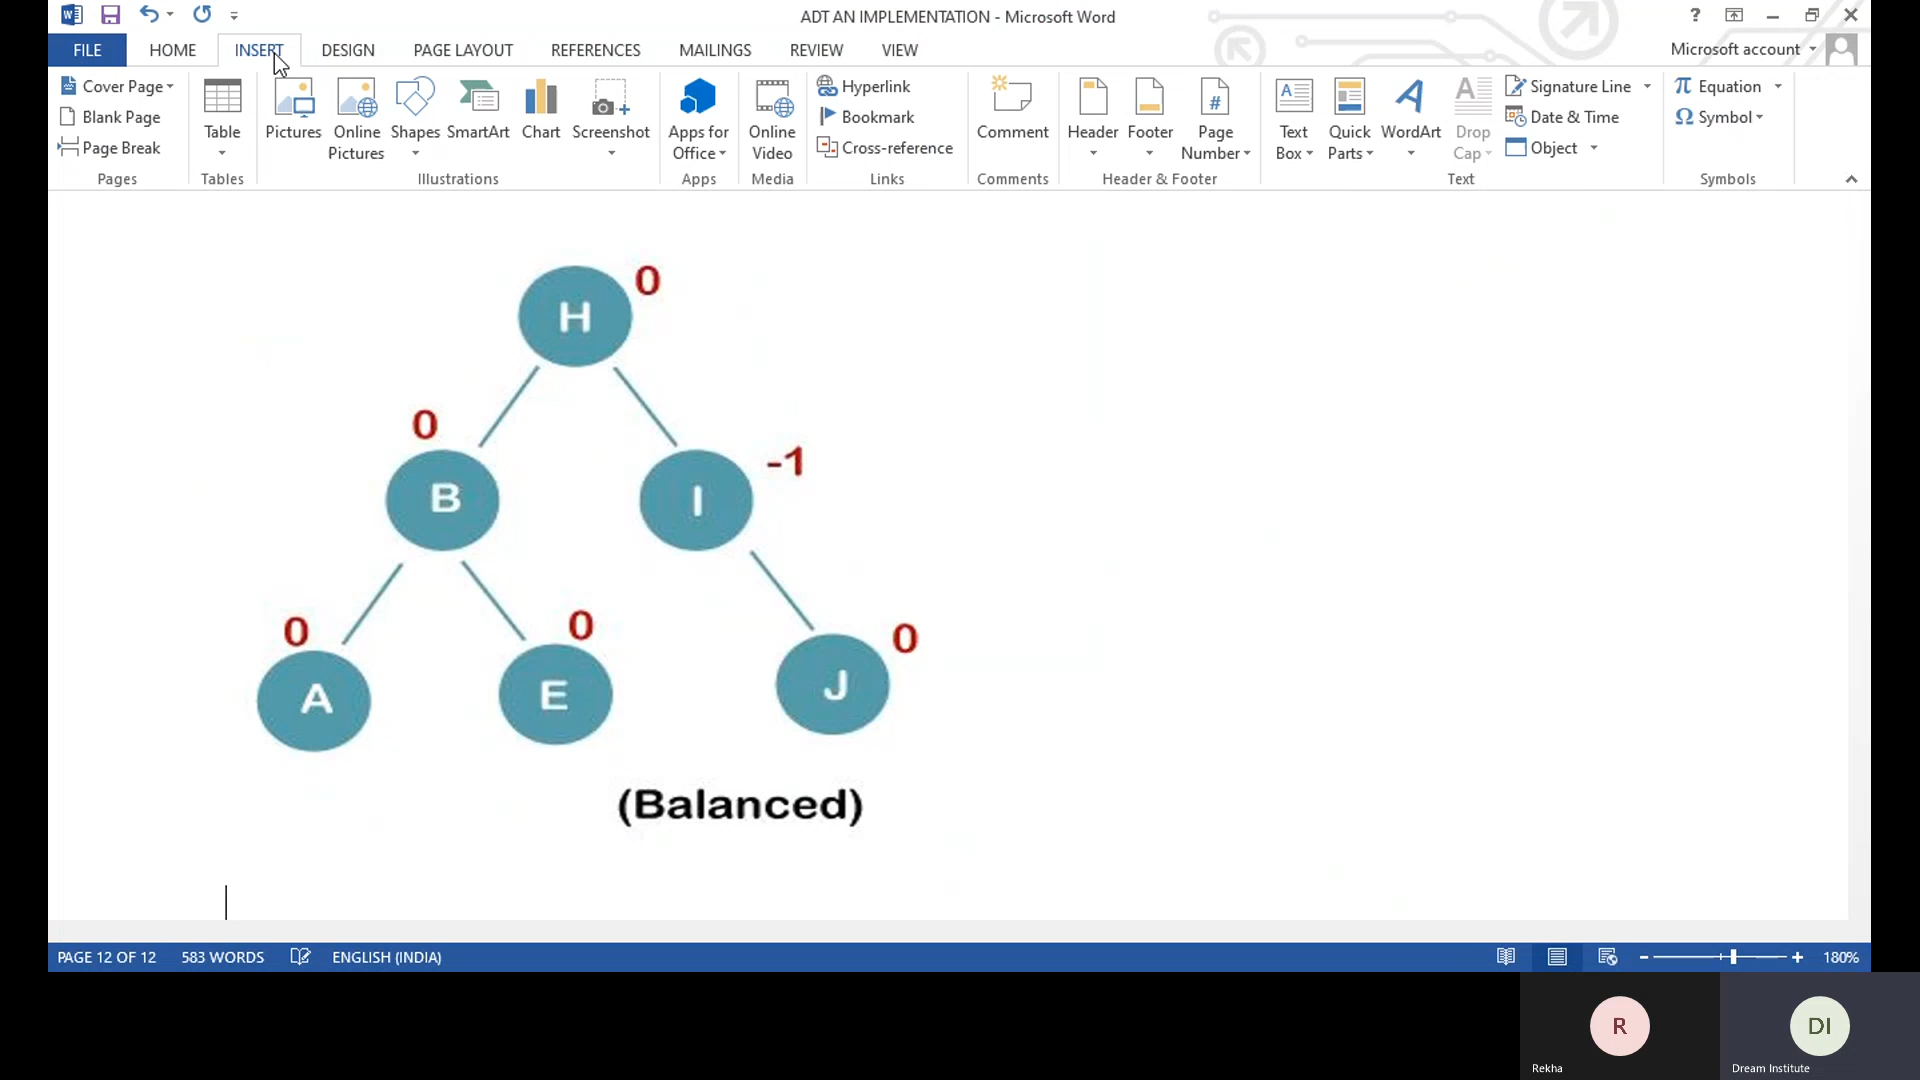 ADT AN IMPLEMENTATION - Microsoft Word
?
FILE HOME INSERT DESIGN PAGE LAYOUT REFERENCES MAILINGS REVIEW VIEW Microsoft account
Cover Page
Blank Page
Page Break
Pages
Table
Tables
Pictures
Online Pictures
Shapes
SmartArt
Chart
Screenshot
Illustrations
Apps for Office
Apps
Online Video
Media
Hyperlink
Bookmark
Cross-reference
Links
Comment
Comments
Header
Footer
# Page Number
Header & Footer
A Text Box
Quick Parts
A WordArt
A Drop Cap
Signature Line
Date & Time
Object
Text
π Equation
Ω Symbol
Symbols
H 0
0 B
I -1
0 A
E 0
J 0
(Balanced)
PAGE 12 OF 12 583 WORDS ENGLISH (INDIA) - + 180%
R
Rekha
DI
Dream Institute